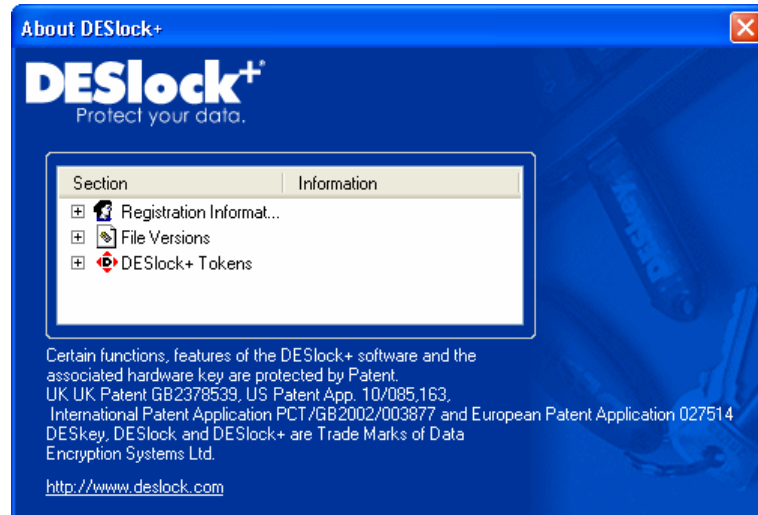 About DESlock+
DESlock+
Protect your data.
Section Information
Registration Informat...
File Versions
DESlock+ Tokens
Certain functions, features of the DESlock+ software and the
associated hardware key are protected by Patent.
UK UK Patent GB2378539, US Patent App. 10/085,163,
International Patent Application PCT/GB2002/003877 and European Patent Application 027514
DESkey, DESlock and DESlock+ are Trade Marks of Data
Encryption Systems Ltd.
http://www.deslock.com
DESkey